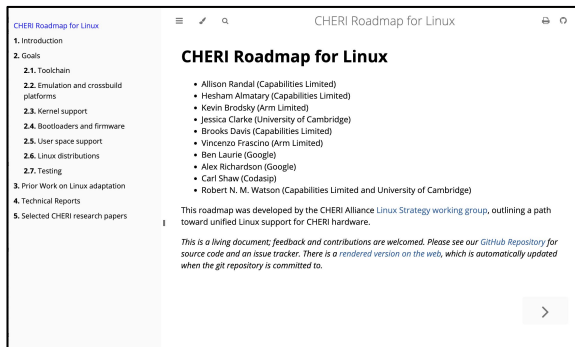 CHERI Roadmap for Linux
1. Introduction
2. Goals
2.1. Toolchain
2.2. Emulation and crossbuild
platforms
2.3. Kernel support
2.4. Bootloaders and firmware
2.5. User space support
2.6. Linux distributions
2.7. Testing
3. Prior Work on Linux adaptation
4. Technical Reports
5. Selected CHERI research papers
CHERI Roadmap for Linux
CHERI Roadmap for Linux
• Allison Randal (Capabilities Limited)
• Hesham Almatary (Capabilities Limited)
• Kevin Brodsky (Arm Limited)
• Jessica Clarke (University of Cambridge)
• Brooks Davis (Capabilities Limited)
• Vincenzo Frascino (Arm Limited)
• Ben Laurie (Google)
• Alex Richardson (Google)
• Carl Shaw (Codasip)
• Robert N. M. Watson (Capabilities Limited and University of Cambridge)
This roadmap was developed by the CHERI Alliance Linux Strategy working group, outlining a path
toward unified Linux support for CHERI hardware.
This is a living document; feedback and contributions are welcomed. Please see our GitHub Repository for
source code and an issue tracker. There is a rendered version on the web, which is automatically updated
when the git repository is committed to.